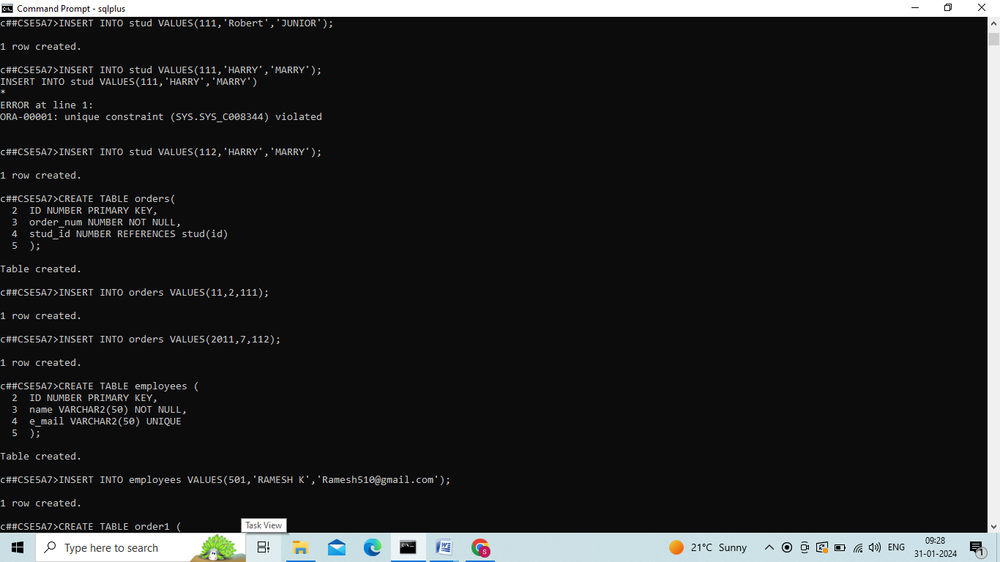 Command Prompt - sqlplus
c##CSE5A7>INSERT INTO stud VALUES(111,'Robert','JUNIOR');
1 row created.
c##CSE5A7>INSERT INTO stud VALUES(111,'HARRY','MARRY');
INSERT INTO stud VALUES(111,'HARRY','MARRY')
*
ERROR at line 1:
ORA-00001: unique constraint (SYS.SYS_C008344) violated
c##CSE5A7>INSERT INTO stud VALUES(112,'HARRY','MARRY');
1 row created.
c##CSE5A7>CREATE TABLE orders(
  2  ID NUMBER PRIMARY KEY,
  3  order_num NUMBER NOT NULL,
  4  stud_id NUMBER REFERENCES stud(id)
  5  );
Table created.
c##CSE5A7>INSERT INTO orders VALUES(11,2,111);
1 row created.
c##CSE5A7>INSERT INTO orders VALUES(2011,7,112);
1 row created.
c##CSE5A7>CREATE TABLE employees (
  2  ID NUMBER PRIMARY KEY,
  3  name VARCHAR2(50) NOT NULL,
  4  e_mail VARCHAR2(50) UNIQUE
  5  );
Table created.
c##CSE5A7>INSERT INTO employees VALUES(501,'RAMESH K','Ramesh510@gmail.com');
1 row created.
c##CSE5A7>CREATE TABLE order1 (
Task View
Type here to search
21°C Sunny
ENG
09:28
31-01-2024
1
S